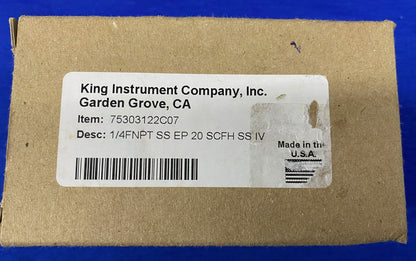 King Instrument Company, Inc.
Garden Grove, CA
Item: 75303122C07
Desc: 1/4FNPT SS EP 20 SCFH SS IV
Made in the
U.S.A.